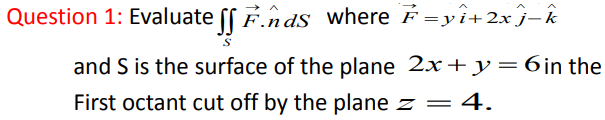 Question 1: Evaluate ∬_S F⃗.n̂ ds where F⃗ = y î + 2x ĵ – k̂
and S is the surface of the plane 2x + y = 6 in the
First octant cut off by the plane z = 4.